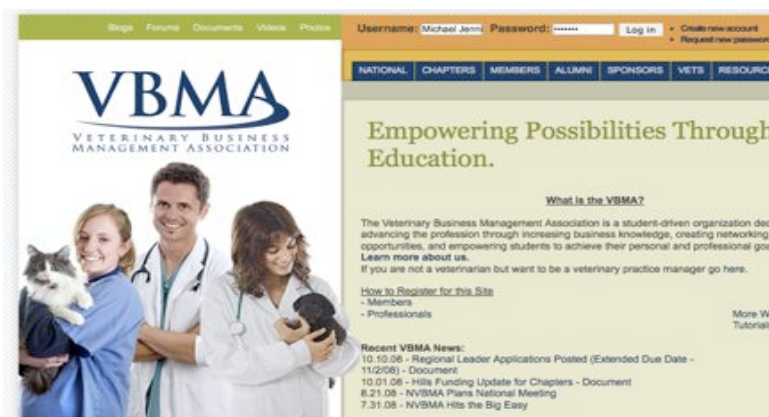 Blogs Forums Documents Videos Photos
Username: Michael Jenni Password: ••••••• Log in
• Create new account
• Request new password
NATIONAL CHAPTERS MEMBERS ALUMNI SPONSORS VETS RESOURC
VBMA
VETERINARY BUSINESS
MANAGEMENT ASSOCIATION
Empowering Possibilities Through
Education.
What is the VBMA?
The Veterinary Business Management Association is a student-driven organization dec
advancing the profession through increasing business knowledge, creating networking
opportunities, and empowering students to achieve their personal and professional goa
Learn more about us.
If you are not a veterinarian but want to be a veterinary practice manager go here.
How to Register for this Site
- Members
- Professionals
More W
Tutorial
Recent VBMA News:
10.10.08 - Regional Leader Applications Posted (Extended Due Date -
11/2/08) - Document
10.01.08 - Hills Funding Update for Chapters - Document
8.21.08 - NVBMA Plans National Meeting
7.31.08 - NVBMA Hits the Big Easy